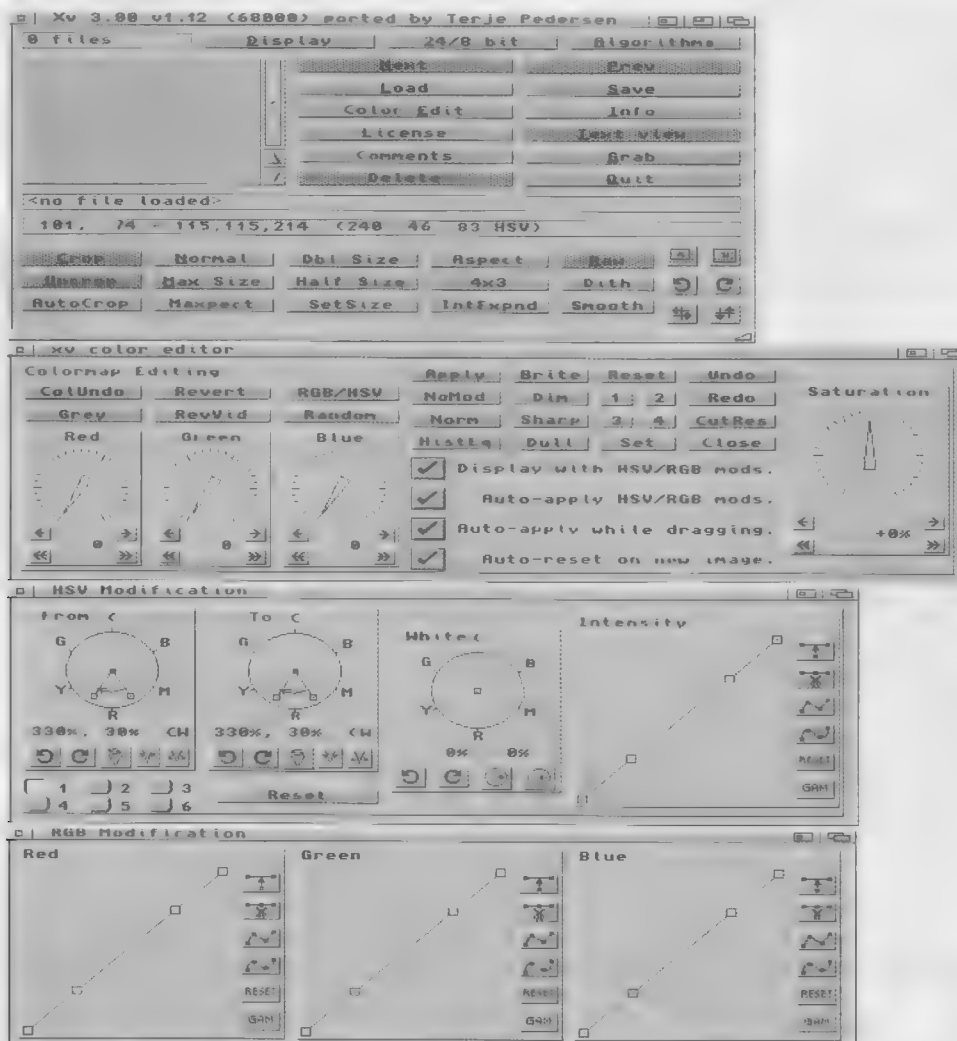 Xv 3.00 v1.12 (68000) ported by Terje Pedersen
0 files Display 24/8 bit Algorithms
Next Prev
Load Save
Color Edit Info
License Text view
Comments Grab
Delete Quit
<no file loaded>
101, 74 - 115,115,214 (240 46 83 HSV)
Crop Normal Dbl Size Aspect Raw
Uncrop Max Size Half Size 4x3 Dith
AutoCrop Maxpect SetSize IntExpnd Smooth
xv color editor
Colormap Editing
ColUndo Revert RGB/HSV
Grey RevVid Random
Red Green Blue
0 0 0
Apply Brite Reset Undo
NoMod Dim 1 2 Redo
Norm Sharp 3 4 CutRes
HistEq Dull Set Close
Display with HSV/RGB mods.
Auto-apply HSV/RGB mods.
Auto-apply while dragging.
Auto-reset on new image.
Saturation
+0%
HSV Modification
From C
G B
Y M
R
330%, 30% CW
To C
G B
Y M
R
330%, 30% CW
White C
G B
Y M
R
0% 0%
1 2 3
4 5 6
Reset
Intensity
RESET
GAM
RGB Modification
Red Green Blue
RESET RESET RESET
GAM GAM GAM